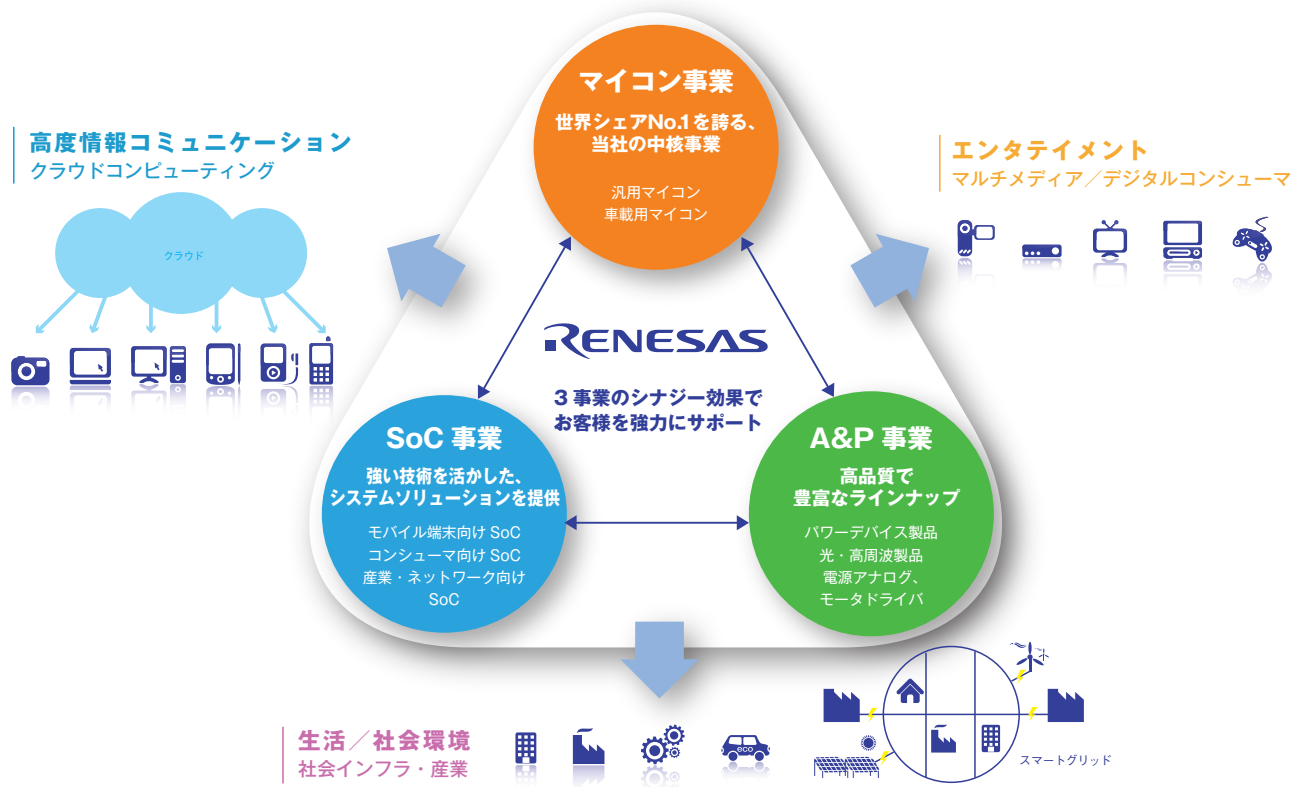 マイコン事業
世界シェアNo.1を誇る、
当社の中核事業
汎用マイコン
車載用マイコン
高度情報コミュニケーション
クラウドコンピューティング
クラウド
エンタテイメント
マルチメディア／デジタルコンシューマ
RENESAS
3事業のシナジー効果で
お客様を強力にサポート
SoC 事業
強い技術を活かした、
システムソリューションを提供
モバイル端末向け SoC
コンシューマ向け SoC
産業・ネットワーク向け
SoC
A&P 事業
高品質で
豊富なラインナップ
パワーデバイス製品
光・高周波製品
電源アナログ、
モータドライバ
生活／社会環境
社会インフラ・産業
eco
スマートグリッド